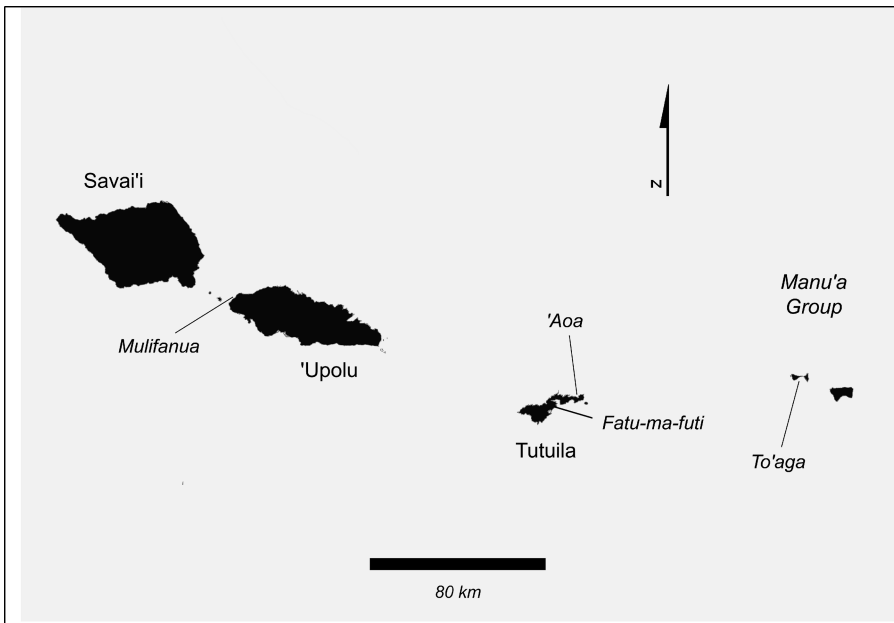 Savai'i
Z
Manu'a
Group
'Aoa
Mulifanua
'Upolu
Fatu-ma-futi
Tutuila
To'aga
80 km